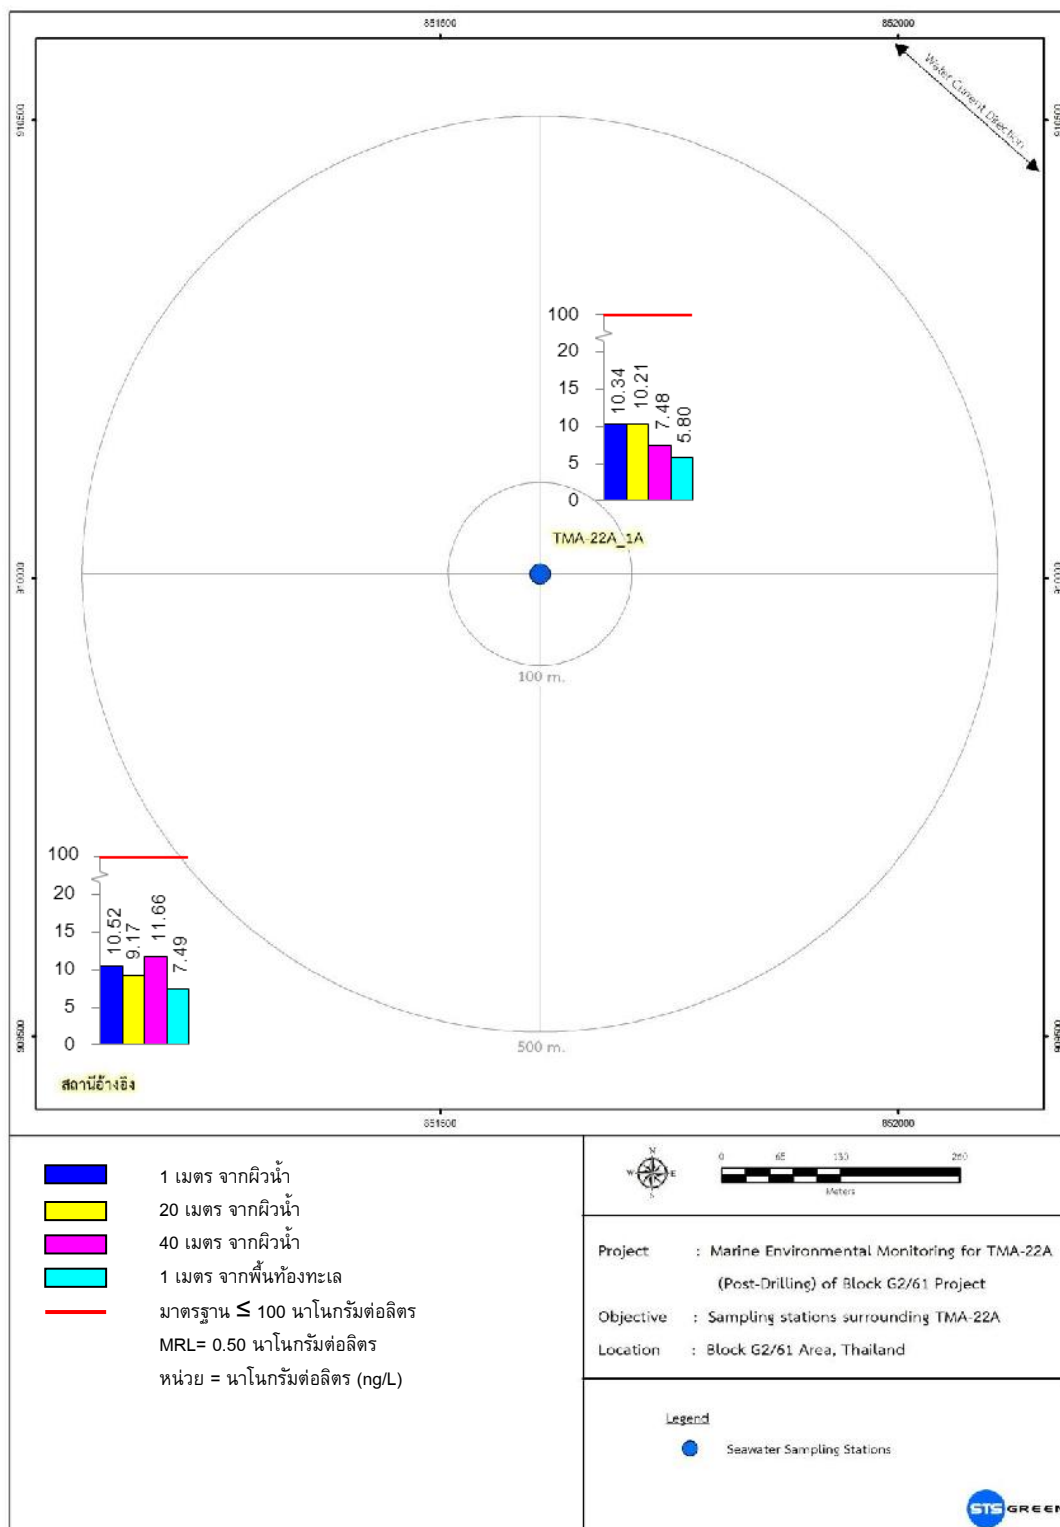 851600
852000
Water Current Direction
910500
910500
100
20
15
10
5
0
10.34
10.21
7.48
5.80
TMA-22A_1A
910000
910000
100 m.
100
20
15
10
5
0
10.52
9.17
11.66
7.49
909500
909500
500 m.
สถานีอ้างอิง
851600
852000
1 เมตร จากผิวน้ำ
20 เมตร จากผิวน้ำ
40 เมตร จากผิวน้ำ
1 เมตร จากพื้นท้องทะเล
มาตรฐาน ≤ 100 นาโนกรัมต่อลิตร
MRL= 0.50 นาโนกรัมต่อลิตร
หน่วย = นาโนกรัมต่อลิตร (ng/L)
N
W E
S
0 65 130 260
Meters
Project : Marine Environmental Monitoring for TMA-22A
(Post-Drilling) of Block G2/61 Project
Objective : Sampling stations surrounding TMA-22A
Location : Block G2/61 Area, Thailand
Legend
Seawater Sampling Stations
STS GREEN